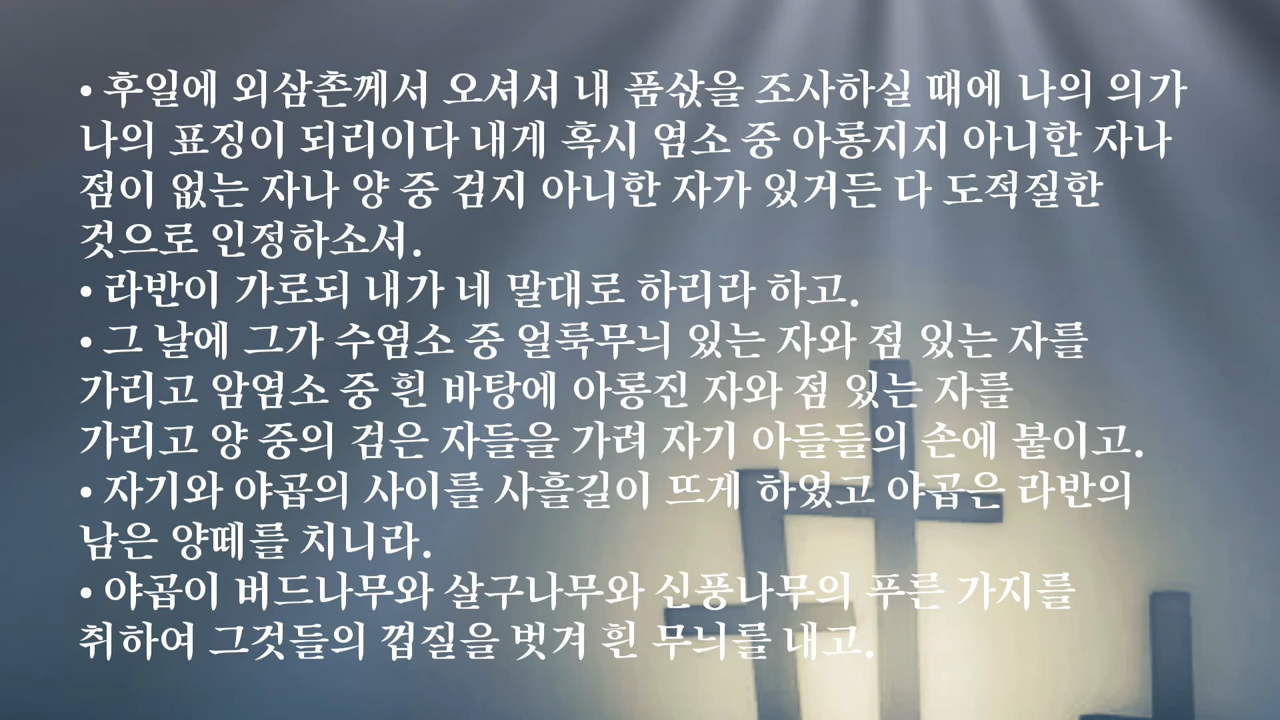 • 후일에 외삼촌께서 오셔서 내 품삯을 조사하실 때에 나의 의가
나의 표징이 되리이다 내게 혹시 염소 중 아롱지지 아니한 자나
점이 없는 자나 양 중 검지 아니한 자가 있거든 다 도적질한
것으로 인정하소서.
• 라반이 가로되 내가 네 말대로 하리라 하고.
• 그 날에 그가 수염소 중 얼룩무늬 있는 자와 점 있는 자를
가리고 암염소 중 흰 바탕에 아롱진 자와 점 있는 자를
가리고 양 중의 검은 자들을 가려 자기 아들들의 손에 붙이고.
• 자기와 야곱의 사이를 사흘길이 뜨게 하였고 야곱은 라반의
남은 양떼를 치니라.
• 야곱이 버드나무와 살구나무와 신풍나무의 푸른 가지를
취하여 그것들의 껍질을 벗겨 흰 무늬를 내고.